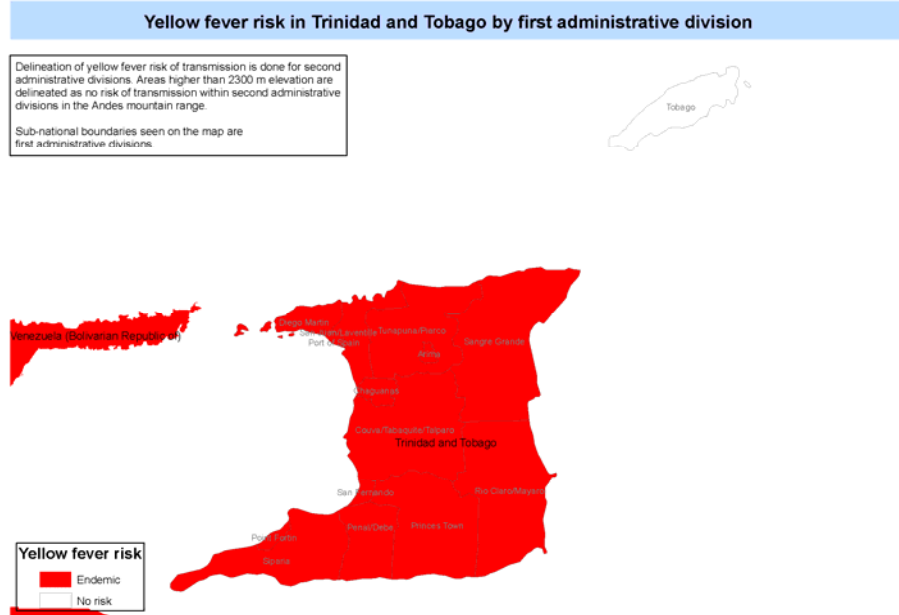 Yellow fever risk in Trinidad and Tobago by first administrative division
Delineation of yellow fever risk of transmission is done for second
administrative divisions. Areas higher than 2300 m elevation are
delineated as no risk of transmission within second administrative
divisions in the Andes mountain range.
Sub-national boundaries seen on the map are
first administrative divisions.
Tobago
Diego Martin
San Juan/Laventille
Tunapuna/Piarco
Venezuela (Bolivarian Republic of)
Port of Spain
Sangre Grande
Arima
Chaguanas
Couva/Tabaquite/Talparo
Trinidad and Tobago
San Fernando
Rio Claro/Mayaro
Penal/Debe
Princes Town
Point Fortin
Siparia
Yellow fever risk
Endemic
No risk